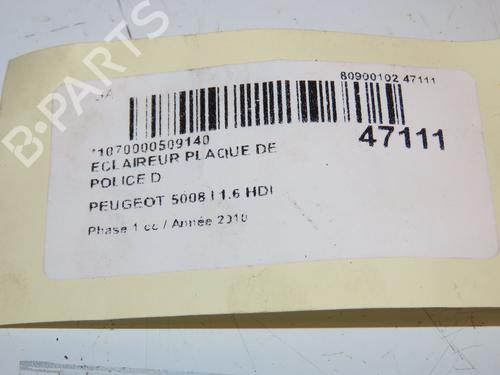 80900102 47111
*1070000509140
47111
ECLAIREUR PLAQUE DE
POLICE D
PEUGEOT 5008 I 1.6 HDI
Phase 1 cc / Année 2010
B-PARTS